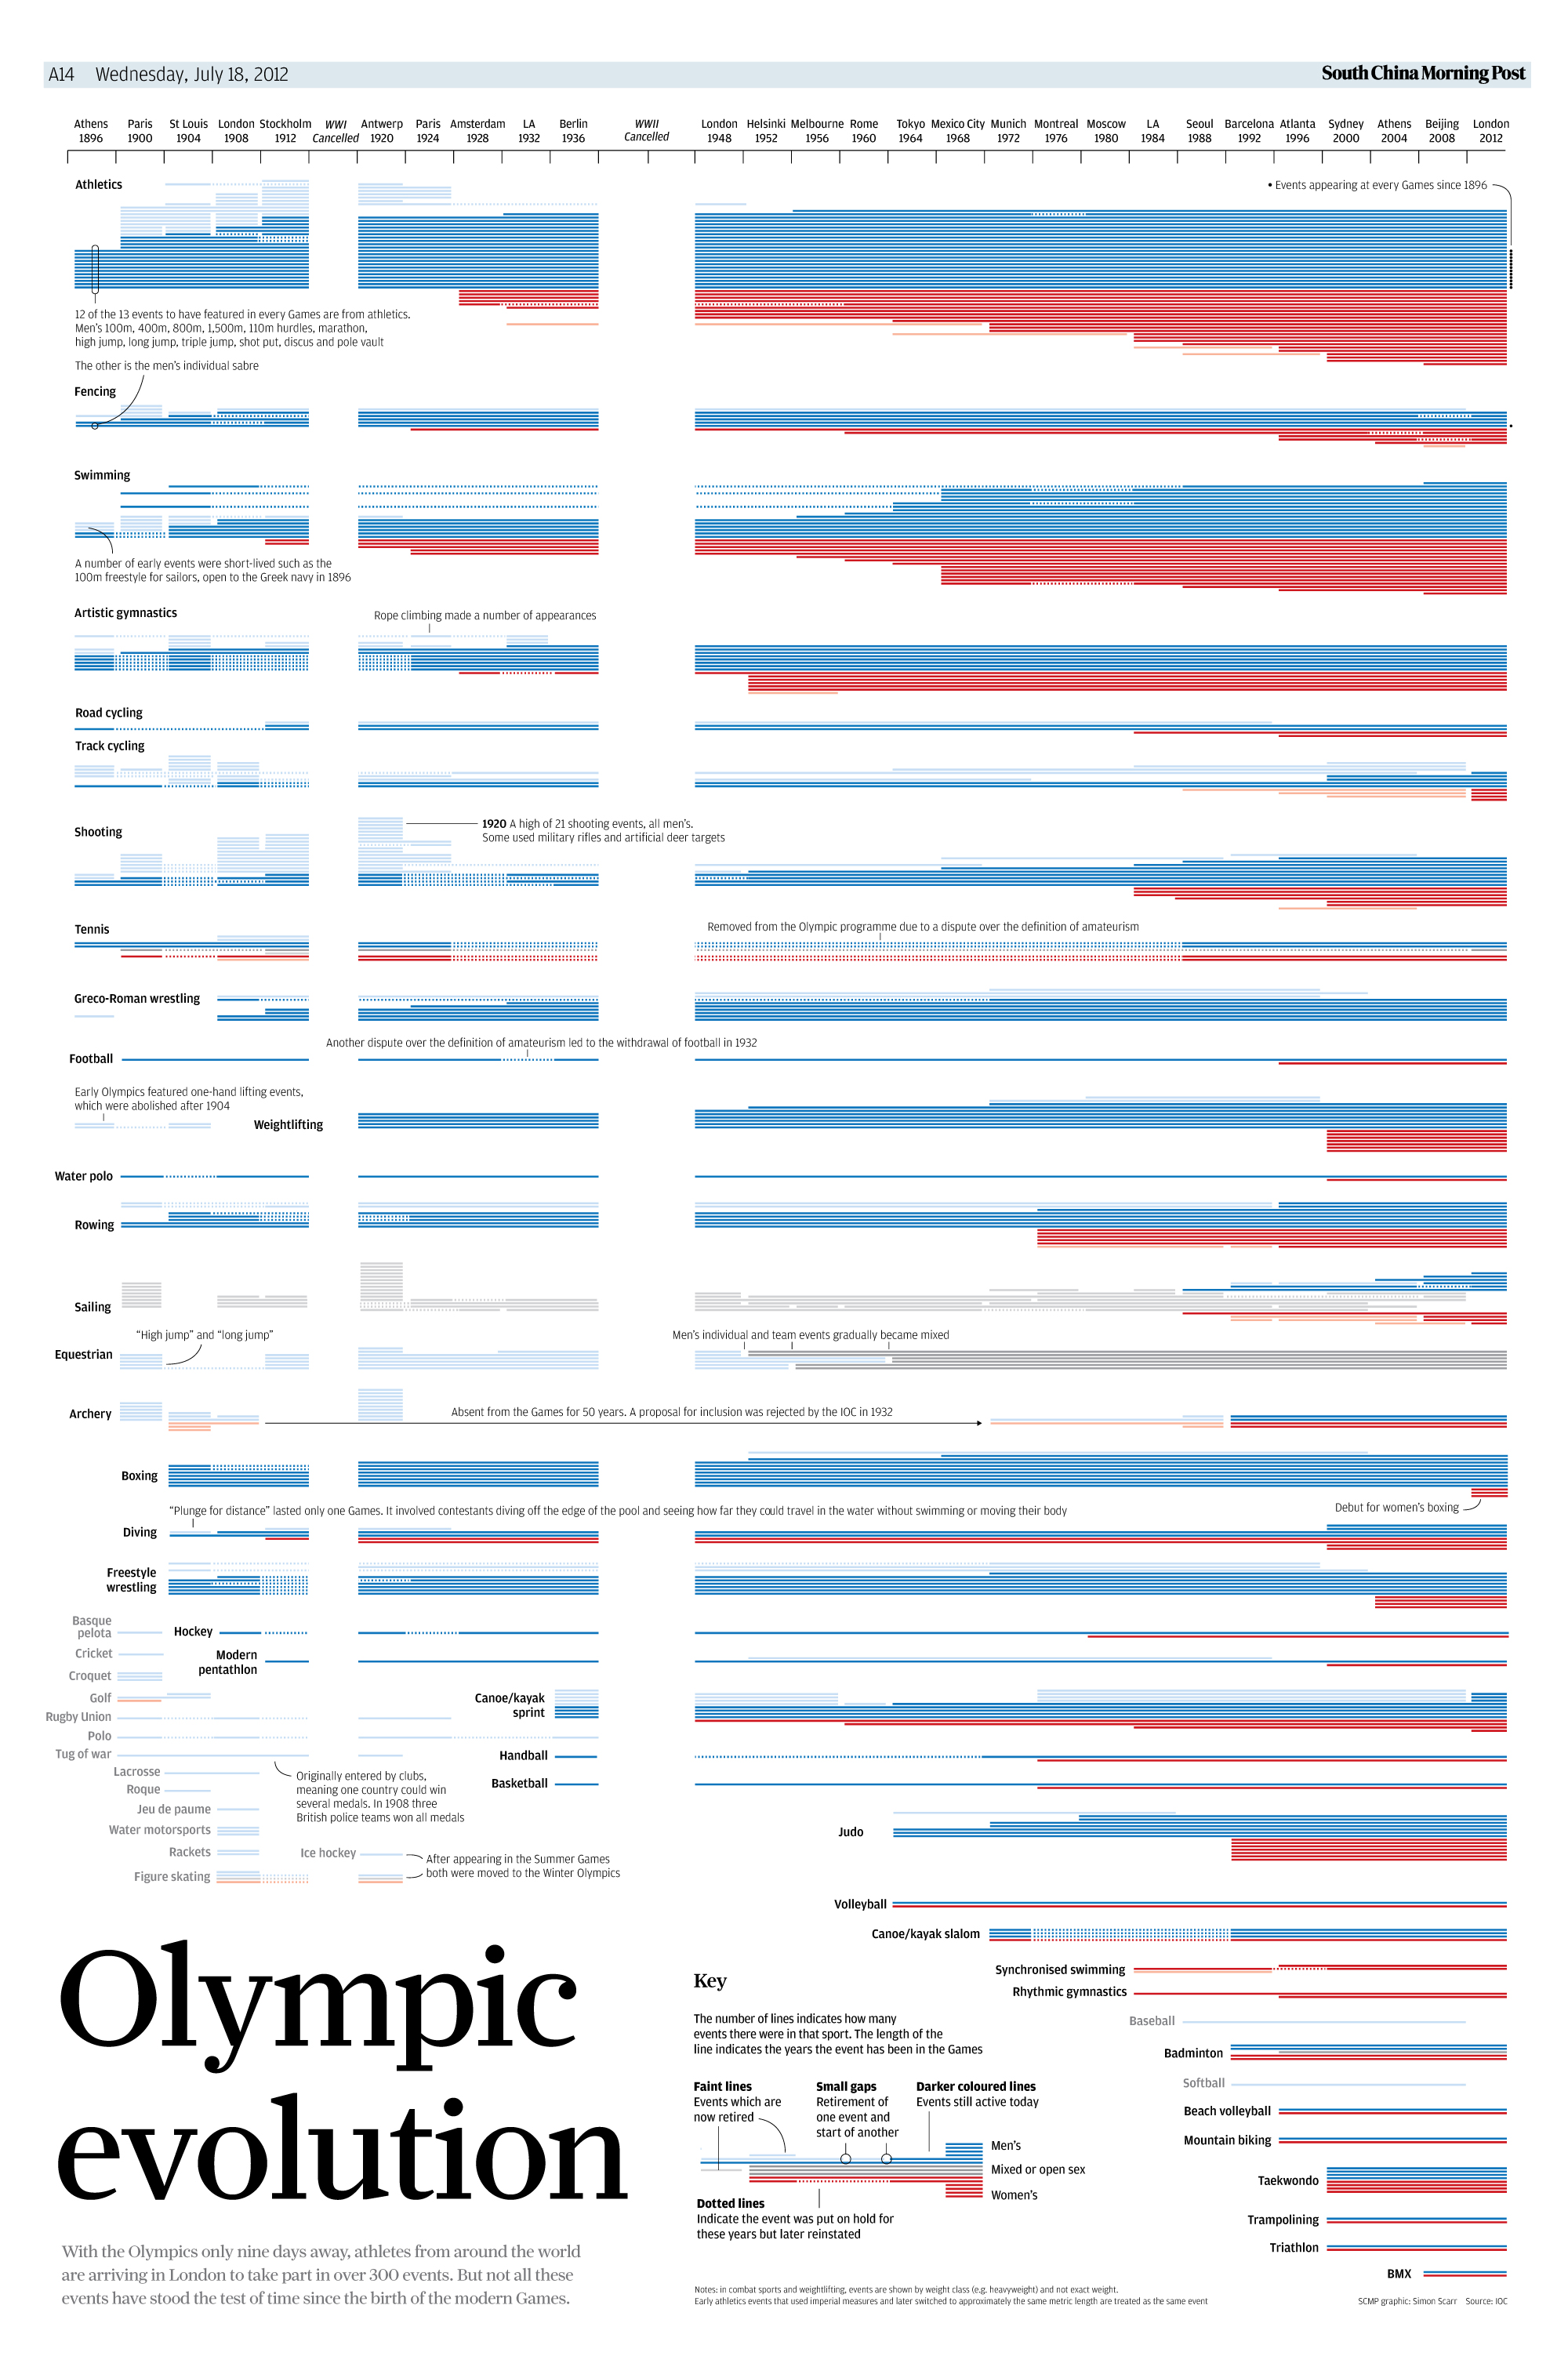 A14 Wednesday, July 18, 2012
South China Morning Post
Athens 1896
Paris 1900
St Louis 1904
London 1908
Stockholm 1912
WWI Cancelled
Antwerp 1920
Paris 1924
Amsterdam 1928
LA 1932
Berlin 1936
WWII Cancelled
London 1948
Helsinki 1952
Melbourne 1956
Rome 1960
Tokyo 1964
Mexico City 1968
Munich 1972
Montreal 1976
Moscow 1980
LA 1984
Seoul 1988
Barcelona 1992
Atlanta 1996
Sydney 2000
Athens 2004
Beijing 2008
London 2012
Athletics
• Events appearing at every Games since 1896
12 of the 13 events to have featured in every Games are from athletics.
Men's 100m, 400m, 800m, 1,500m, 110m hurdles, marathon,
high jump, long jump, triple jump, shot put, discus and pole vault
The other is the men's individual sabre
Fencing
Swimming
A number of early events were short-lived such as the
100m freestyle for sailors, open to the Greek navy in 1896
Artistic gymnastics
Rope climbing made a number of appearances
Road cycling
Track cycling
Shooting
1920 A high of 21 shooting events, all men's.
Some used military rifles and artificial deer targets
Tennis
Removed from the Olympic programme due to a dispute over the definition of amateurism
Greco-Roman wrestling
Another dispute over the definition of amateurism led to the withdrawal of football in 1932
Football
Early Olympics featured one-hand lifting events,
which were abolished after 1904
Weightlifting
Water polo
Rowing
Sailing
"High jump" and "long jump"
Men's individual and team events gradually became mixed
Equestrian
Archery
Absent from the Games for 50 years. A proposal for inclusion was rejected by the IOC in 1932
Boxing
Debut for women's boxing
"Plunge for distance" lasted only one Games. It involved contestants diving off the edge of the pool and seeing how far they could travel in the water without swimming or moving their body
Diving
Freestyle
wrestling
Basque
pelota
Hockey
Cricket
Modern
pentathlon
Croquet
Golf
Canoe/kayak
sprint
Rugby Union
Polo
Tug of war
Handball
Lacrosse
Originally entered by clubs,
meaning one country could win
several medals. In 1908 three
British police teams won all medals
Basketball
Roque
Jeu de paume
Water motorsports
Judo
Rackets
Ice hockey
After appearing in the Summer Games
both were moved to the Winter Olympics
Figure skating
Volleyball
Canoe/kayak slalom
Synchronised swimming
Rhythmic gymnastics
Baseball
Badminton
Softball
Beach volleyball
Mountain biking
Taekwondo
Trampolining
Triathlon
BMX
Olympic
evolution
With the Olympics only nine days away, athletes from around the world
are arriving in London to take part in over 300 events. But not all these
events have stood the test of time since the birth of the modern Games.
Key
The number of lines indicates how many
events there were in that sport. The length of the
line indicates the years the event has been in the Games
Faint lines
Events which are
now retired
Small gaps
Retirement of
one event and
start of another
Darker coloured lines
Events still active today
Men's
Mixed or open sex
Women's
Dotted lines
Indicate the event was put on hold for
these years but later reinstated
Notes: in combat sports and weightlifting, events are shown by weight class (e.g. heavyweight) and not exact weight.
Early athletics events that used imperial measures and later switched to approximately the same metric length are treated as the same event
SCMP graphic: Simon Scarr Source: IOC